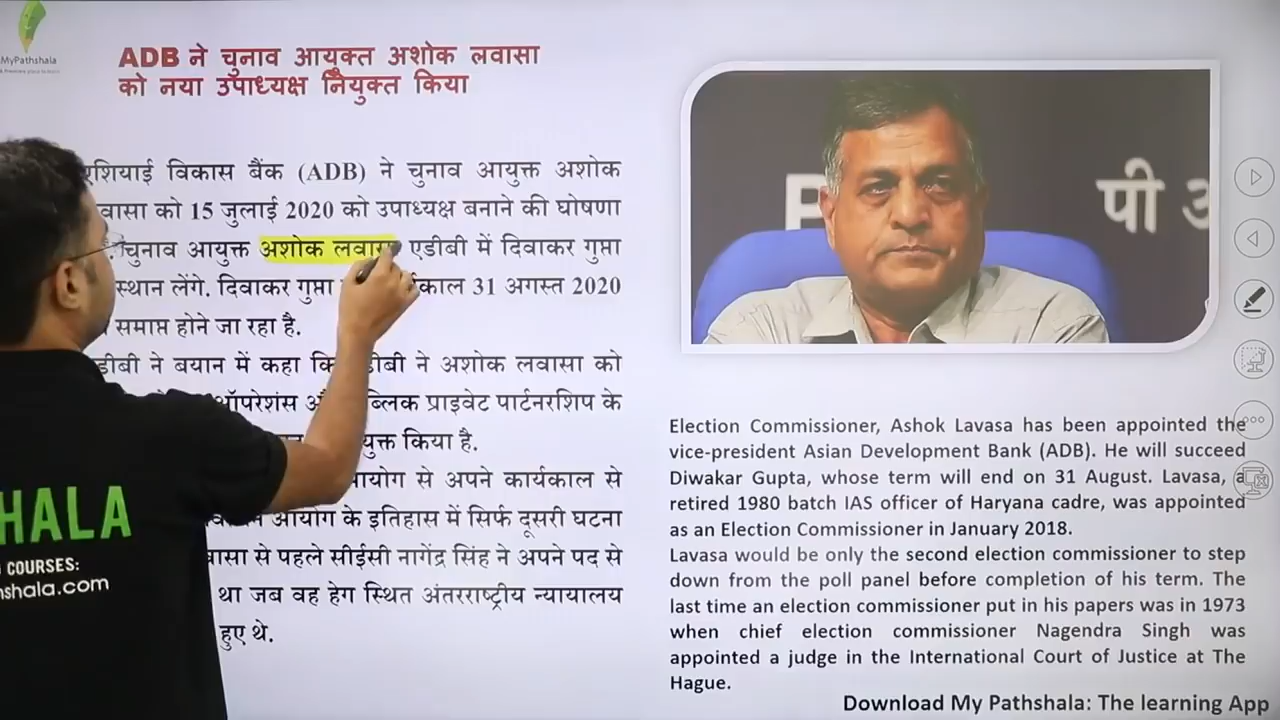 MyPathshala
ADB ने चुनाव आयुक्त अशोक लवासा
को नया उपाध्यक्ष नियुक्त किया
एशियाई विकास बैंक (ADB) ने चुनाव आयुक्त अशोक
वासा को 15 जुलाई 2020 को उपाध्यक्ष बनाने की घोषणा
चुनाव आयुक्त अशोक लवासा एडीबी में दिवाकर गुप्ता
स्थान लेंगे. दिवाकर गुप्ता र्यकाल 31 अगस्त 2020
समाप्त होने जा रहा है.
डीबी ने बयान में कहा कि डीबी ने अशोक लवासा को
ऑपरेशंस औ ब्लिक प्राइवेट पार्टनरशिप के
युक्त किया है.
आयोग से अपने कार्यकाल से
आयोग के इतिहास में सिर्फ दूसरी घटना
वासा से पहले सीईसी नागेंद्र सिंह ने अपने पद से
था जब वह हेग स्थित अंतरराष्ट्रीय न्यायालय
हुए थे.
पी
Election Commissioner, Ashok Lavasa has been appointed the
vice-president Asian Development Bank (ADB). He will succeed
Diwakar Gupta, whose term will end on 31 August. Lavasa, a
retired 1980 batch IAS officer of Haryana cadre, was appointed
as an Election Commissioner in January 2018.
Lavasa would be only the second election commissioner to step
down from the poll panel before completion of his term. The
last time an election commissioner put in his papers was in 1973
when chief election commissioner Nagendra Singh was
appointed a judge in the International Court of Justice at The
Hague.
Download My Pathshala: The learning App
HALA
COURSES:
shala.com